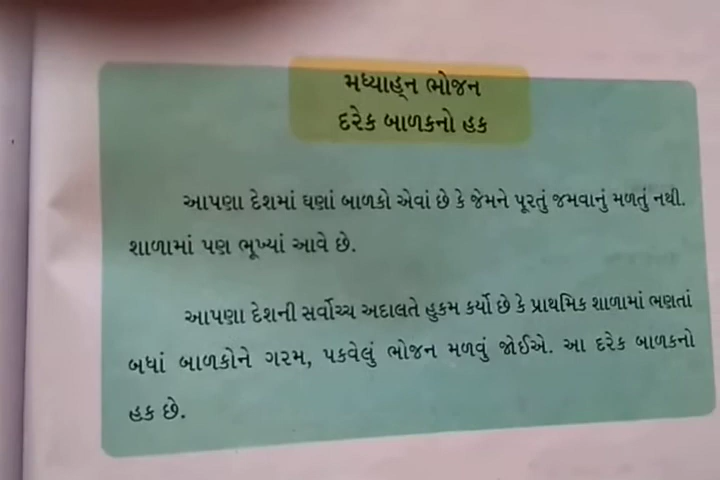 મધ્યાહ્ન ભોજન
દરેક બાળકનો હક
આપણા દેશમાં ઘણાં બાળકો એવાં છે કે જેમને પૂરતું જમવાનું મળતું નથી.
શાળામાં પણ ભૂખ્યાં આવે છે.
આપણા દેશની સર્વોચ્ચ અદાલતે હુકમ કર્યો છે કે પ્રાથમિક શાળામાં ભણતાં
બધાં બાળકોને ગરમ, પકવેલું ભોજન મળવું જોઈએ. આ દરેક બાળકનો
હક છે.